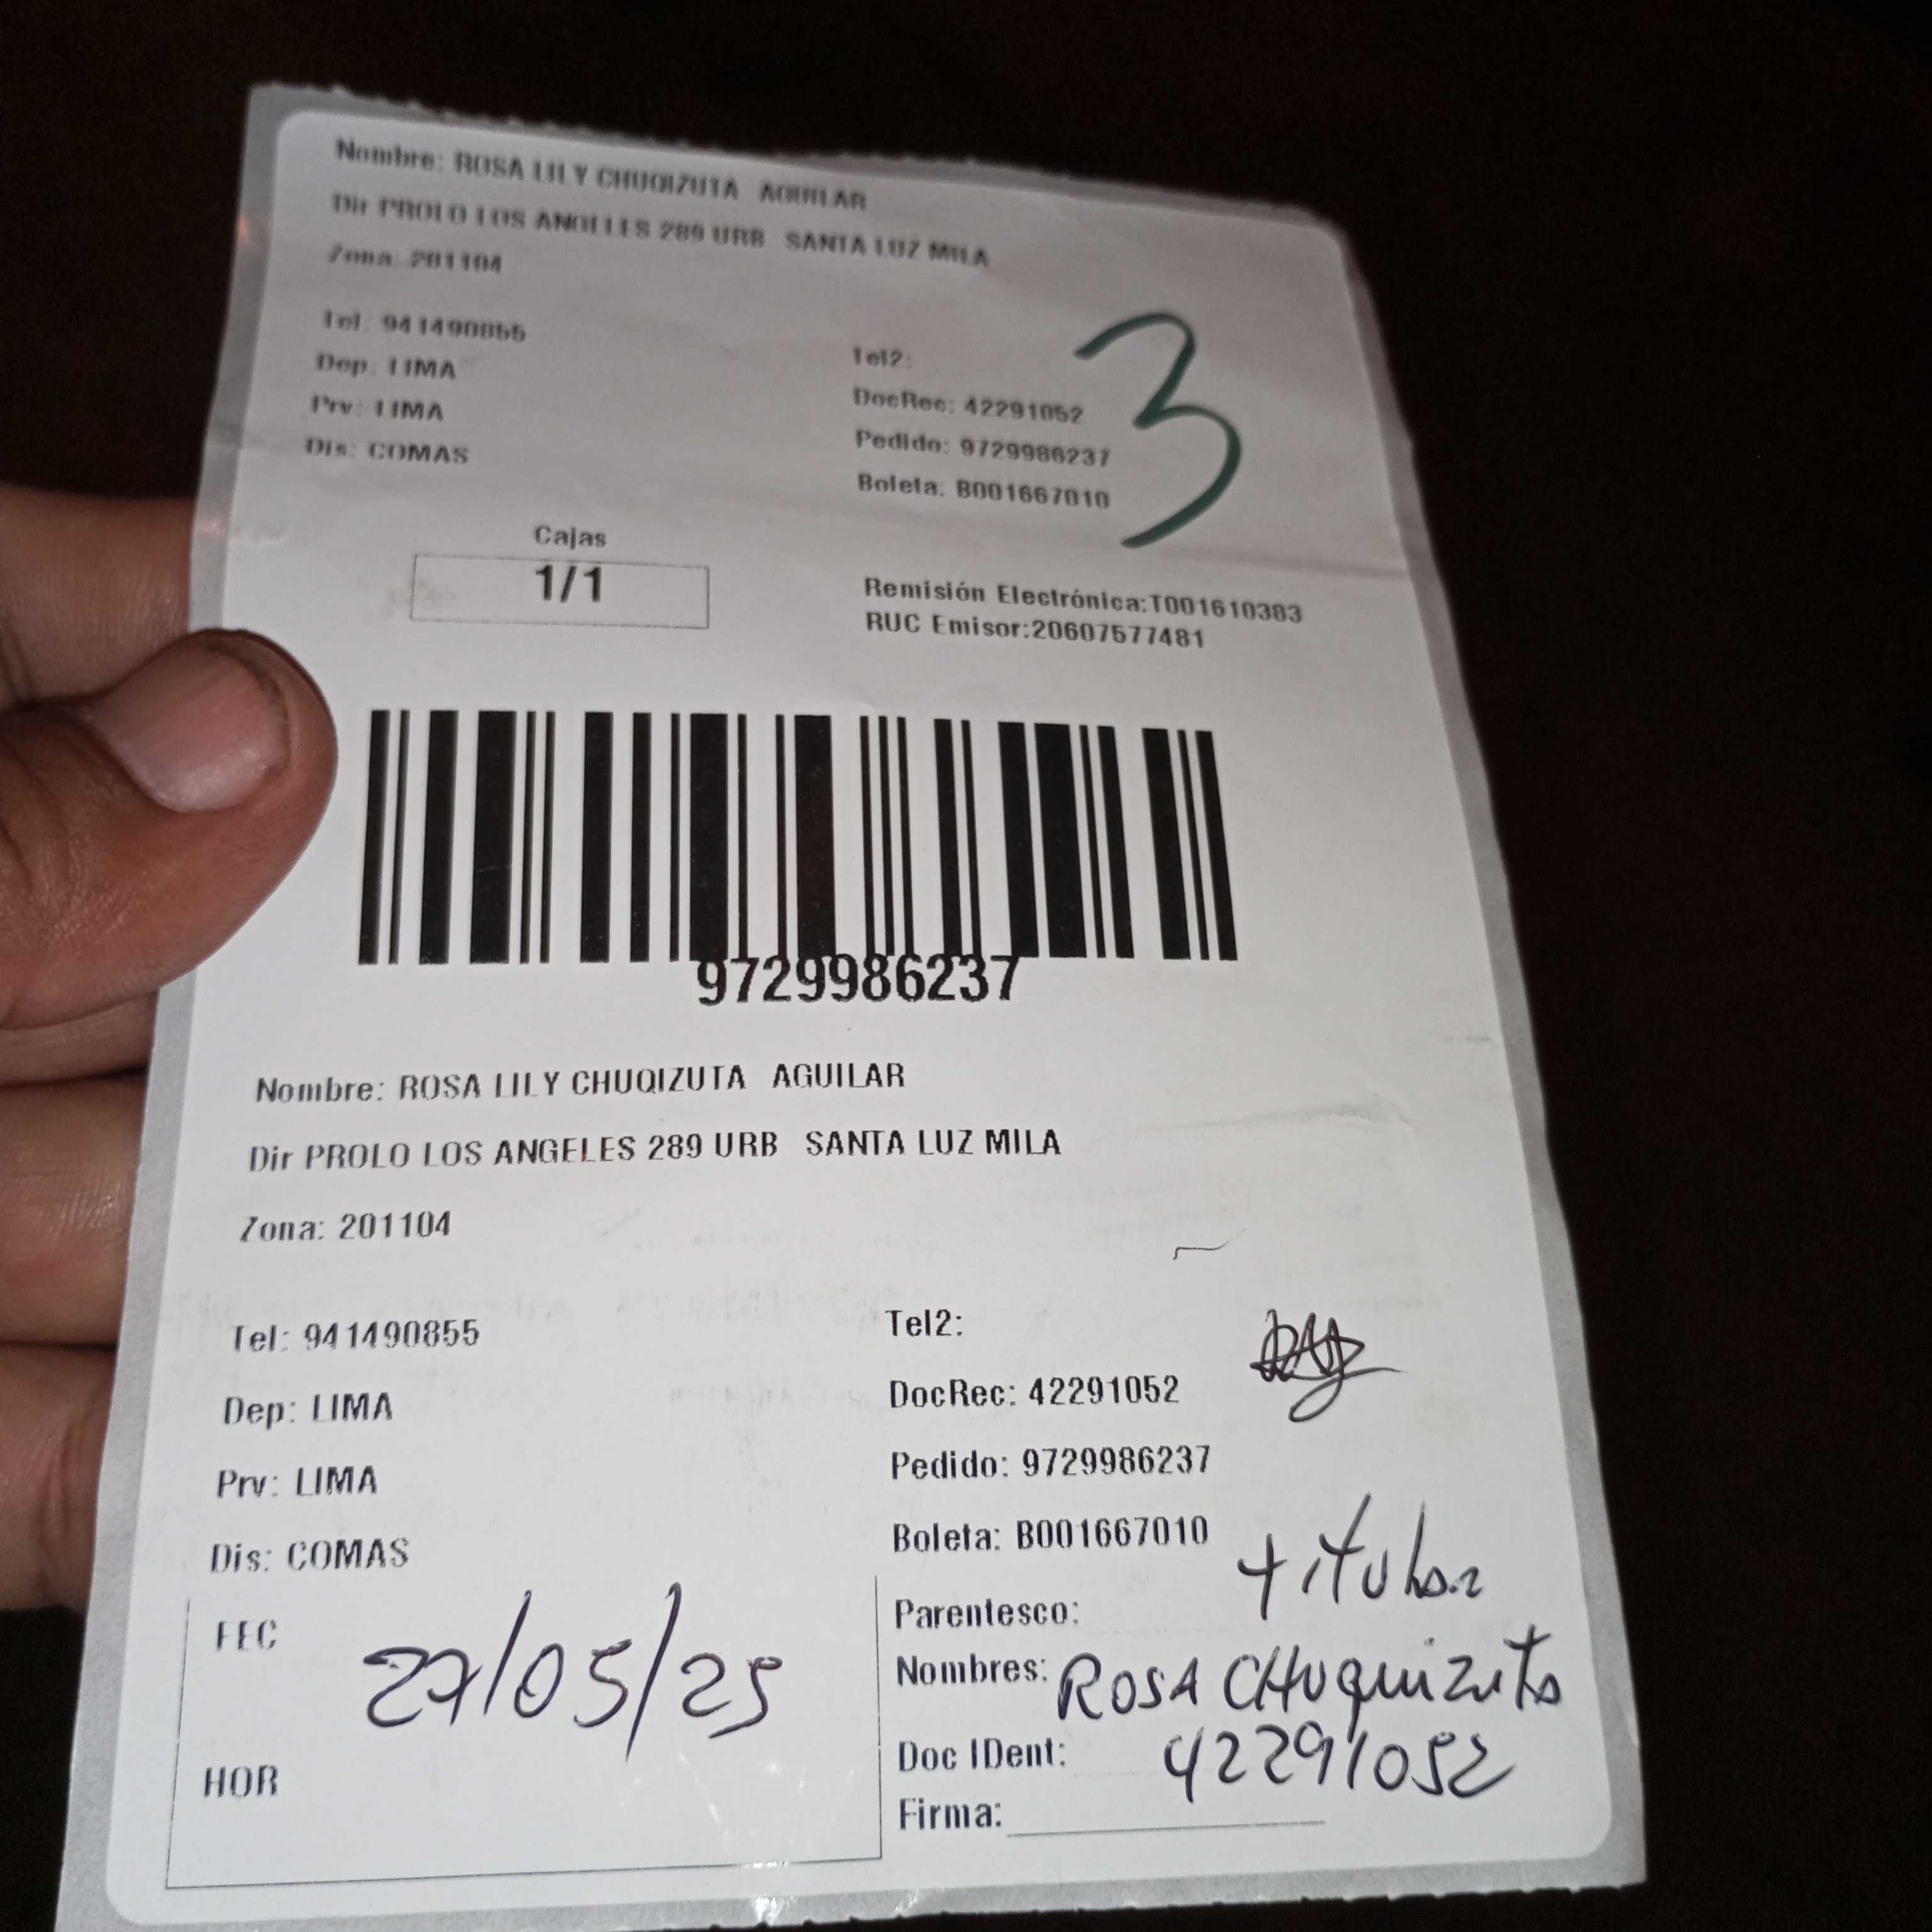 Nombre: ROSA LILY CHUQIZUTA AGUILAR
Dir PROLO LOS ANGELES 289 URB SANTA LUZ MILA
Zona: 201104
Tel: 941490855
Tel2:
Dep: LIMA
DocRec: 42291052
Prv: LIMA
Pedido: 9729986237
Dis: COMAS
Boleta: B001667010
3
Cajas
1/1
Remisión Electrónica:T001610383
RUC Emisor:20607577481
9729986237
Nombre: ROSA LILY CHUQIZUTA AGUILAR
Dir PROLO LOS ANGELES 289 URB SANTA LUZ MILA
Zona: 201104
Tel: 941490855
Tel2:
Dep: LIMA
DocRec: 42291052
Prv: LIMA
Pedido: 9729986237
Dis: COMAS
Boleta: B001667010
FEC 27/05/25
HOR
Parentesco: titular
Nombres: ROSA CHUquizuta
Doc IDent: 42291052
Firma: